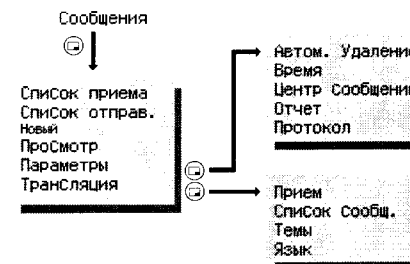 Сообщения
СпиСок приема
СпиСок отправ.
Новый
ПроСмотр
Параметры
ТранСляция
Автом. Удаление
Время
Центр Сообщени
Отчет
Протокол
Прием
СпиСок Сообщ.
Темы
Язык